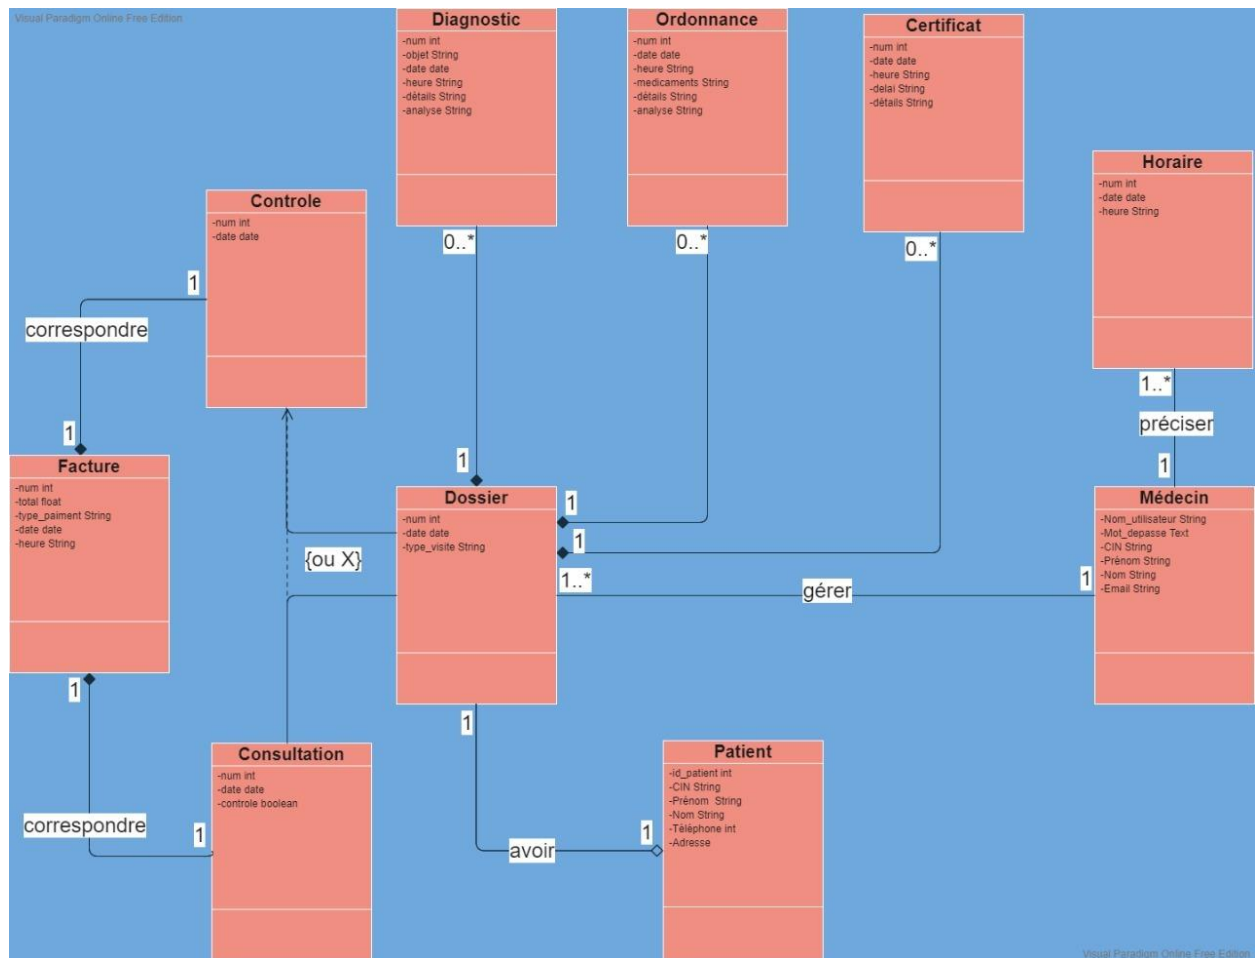 Visual Paradigm Online Free Edition
Diagnostic
-num int
-objet String
-date date
-heure String
-détails String
-analyse String
Ordonnance
-num int
-date date
-heure String
-medicaments String
-détails String
-analyse String
Certificat
-num int
-date date
-heure String
-delai String
-détails String
Horaire
-num int
-date date
-heure String
Controle
-num int
-date date
0..*
0..*
0..*
1
correspondre
1..*
préciser
1
1
Facture
-num int
-total float
-type_paiment String
-date date
-heure String
1
Dossier
-num int
-date date
-type_visite String
1
1
{ou X}
1..*
gérer
1
Médecin
-Nom_utilisateur String
-Mot_depasse Text
-CIN String
-Prénom String
-Nom String
-Email String
1
correspondre
1
Consultation
-num int
-date date
-controle boolean
1
avoir
1
Patient
-id_patient int
-CIN String
-Prénom String
-Nom String
-Téléphone int
-Adresse
Visual Paradigm Online Free Edition